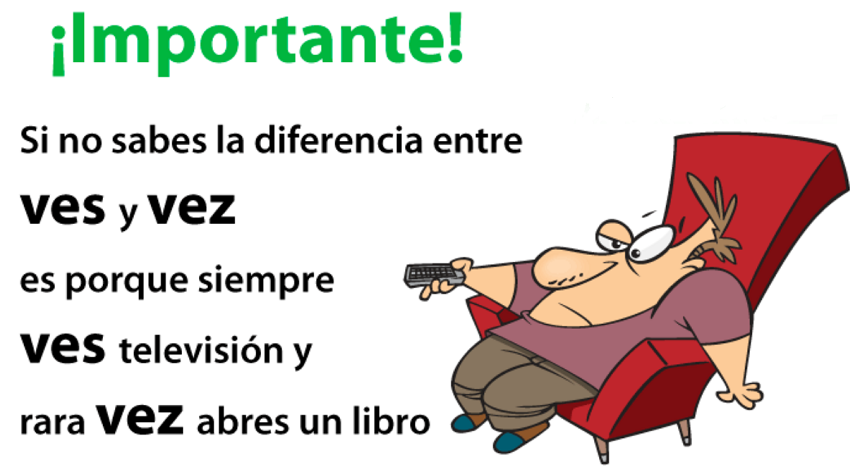 ¡Importante!
Si no sabes la diferencia entre
ves y vez
es porque siempre
ves televisión y
rara vez abres un libro